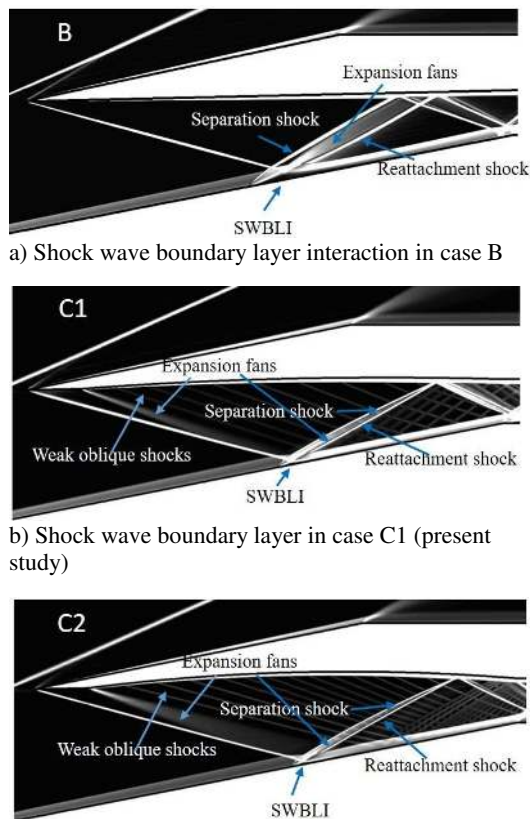 B
Expansion fans
Separation shock
Reattachment shock
SWBLI
a) Shock wave boundary layer interaction in case B
C1
Expansion fans
Separation shock
Weak oblique shocks
Reattachment shock
SWBLI
b) Shock wave boundary layer in case C1 (present
study)
C2
Expansion fans
Separation shock
Weak oblique shocks
Reattachment shock
SWBLI